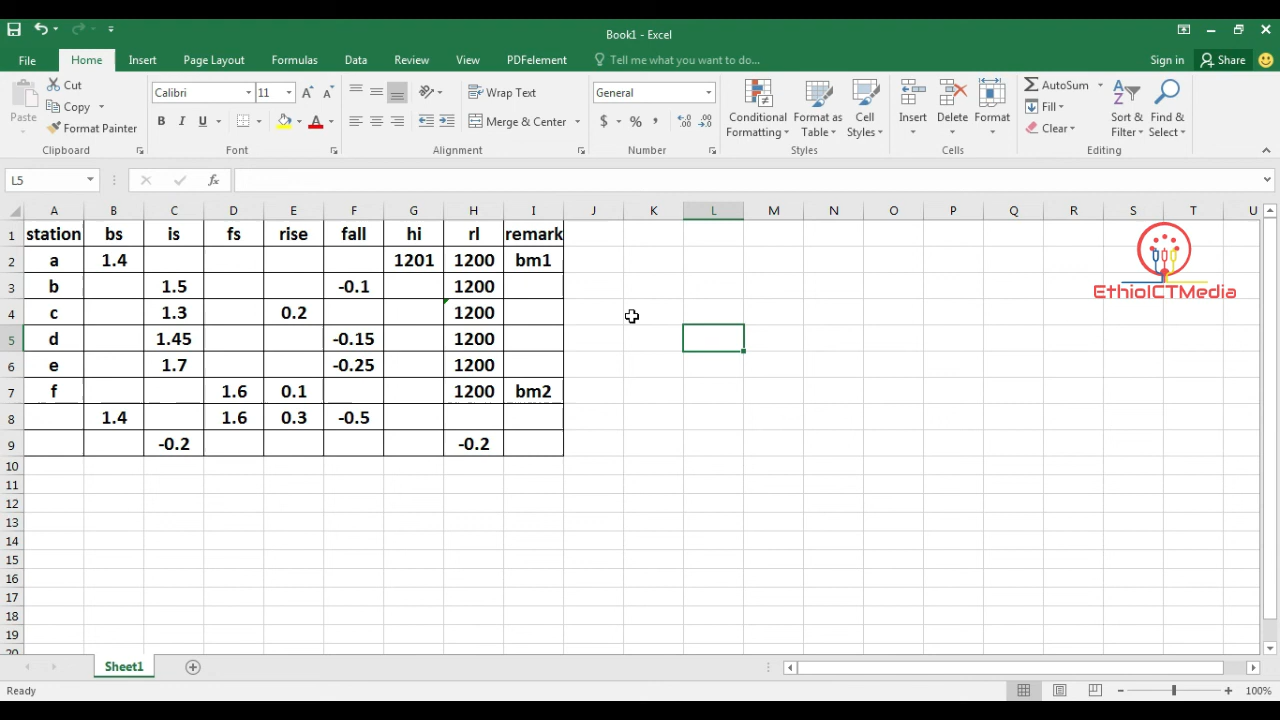 Book1 - Excel
File Home Insert Page Layout Formulas Data Review View PDFelement Tell me what you want to do... Sign in Share
Paste
Cut
Copy
Format Painter
Clipboard
Calibri 11
B I U
Font
Wrap Text
Merge & Center
Alignment
General
$ % ,
Number
Conditional Formatting
Format as Table
Cell Styles
Styles
Insert Delete Format
Cells
AutoSum
Fill
Clear
Sort & Filter
Find & Select
Editing
L5 fx
A B C D E F G H I J K L M N O P Q R S T U
1 station bs is fs rise fall hi rl remark
2 a 1.4 1201 1200 bm1
3 b 1.5 -0.1 1200
4 c 1.3 0.2 1200
5 d 1.45 -0.15 1200
6 e 1.7 -0.25 1200
7 f 1.6 0.1 1200 bm2
8 1.4 1.6 0.3 -0.5
9 -0.2 -0.2
10
11
12
13
14
15
16
17
18
19
20
EthioICTMedia
Sheet1
Ready 100%